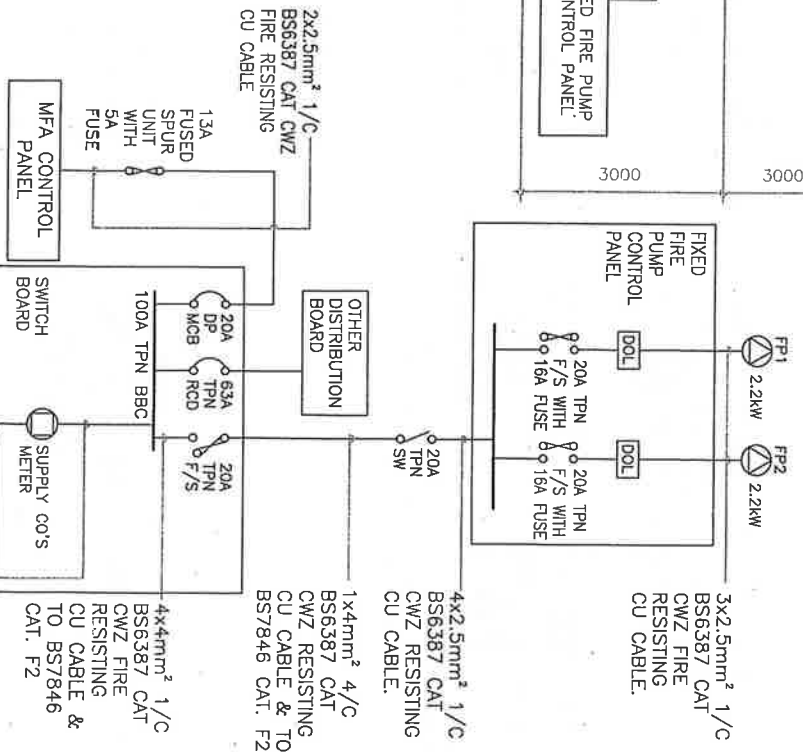 ED FIRE PUMP
NTROL PANEL
3000
3000
FP1
2.2kW
FP2
2.2kW
FIXED
FIRE
PUMP
CONTROL
PANEL
DOL
DOL
20A TPN
F/S WITH
16A FUSE
20A TPN
F/S WITH
16A FUSE
3x2.5mm² 1/C
BS6387 CAT
CWZ FIRE
RESISTING
CU CABLE.
20A
TPN
SW
4x2.5mm² 1/C
BS6387 CAT
CWZ RESISTING
CU CABLE.
1x4mm² 4/C
BS6387 CAT
CWZ RESISTING
CU CABLE & TO
BS7846 CAT. F2
OTHER
DISTRIBUTION
BOARD
2x2.5mm² 1/C
BS6387 CAT CWZ
FIRE RESISTING
CU CABLE
13A
FUSED
SPUR
UNIT
WITH
5A
FUSE
MFA CONTROL
PANEL
20A
DP
MCB
63A
TPN
RCD
20A
TPN
F/S
100A TPN BBC
SWITCH
BOARD
SUPPLY CO'S
METER
4x4mm² 1/C
BS6387 CAT
CWZ FIRE
RESISTING
CU CABLE &
TO BS7846
CAT. F2